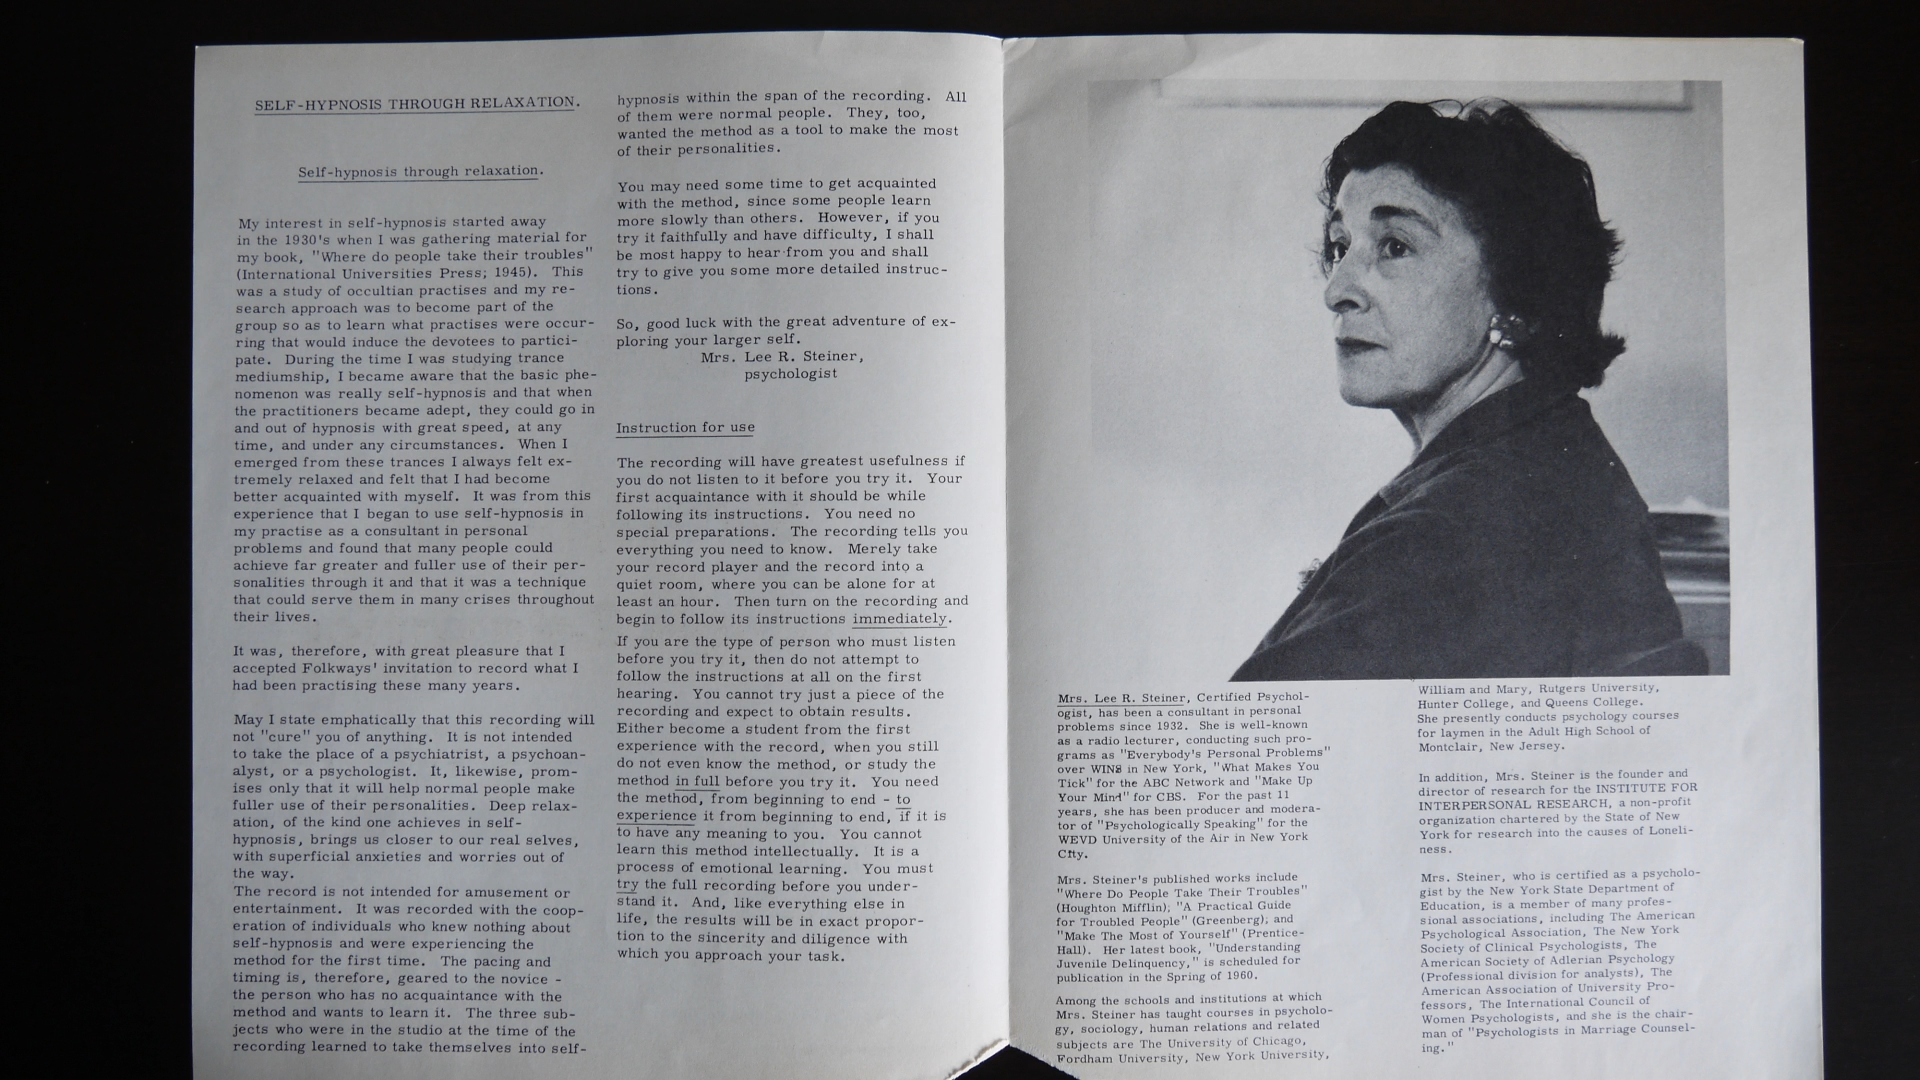 SELF-HYPNOSIS THROUGH RELAXATION.
Self-hypnosis through relaxation.
My interest in self-hypnosis started away
in the 1930's when I was gathering material for
my book, "Where do people take their troubles"
(International Universities Press; 1945). This
was a study of occultian practises and my re-
search approach was to become part of the
group so as to learn what practises were occur-
ring that would induce the devotees to partici-
pate. During the time I was studying trance
mediumship, I became aware that the basic phe-
nomenon was really self-hypnosis and that when
the practitioners became adept, they could go in
and out of hypnosis with great speed, at any
time, and under any circumstances. When I
emerged from these trances I always felt ex-
tremely relaxed and felt that I had become
better acquainted with myself. It was from this
experience that I began to use self-hypnosis in
my practise as a consultant in personal
problems and found that many people could
achieve far greater and fuller use of their per-
sonalities through it and that it was a technique
that could serve them in many crises throughout
their lives.
It was, therefore, with great pleasure that I
accepted Folkways' invitation to record what I
had been practising these many years.
May I state emphatically that this recording will
not "cure" you of anything. It is not intended
to take the place of a psychiatrist, a psychoan-
alyst, or a psychologist. It, likewise, prom-
ises only that it will help normal people make
fuller use of their personalities. Deep relax-
ation, of the kind one achieves in self-
hypnosis, brings us closer to our real selves,
with superficial anxieties and worries out of
the way.
The record is not intended for amusement or
entertainment. It was recorded with the coop-
eration of individuals who knew nothing about
self-hypnosis and were experiencing the
method for the first time. The pacing and
timing is, therefore, geared to the novice -
the person who has no acquaintance with the
method and wants to learn it. The three sub-
jects who were in the studio at the time of the
recording learned to take themselves into self-
hypnosis within the span of the recording. All
of them were normal people. They, too,
wanted the method as a tool to make the most
of their personalities.
You may need some time to get acquainted
with the method, since some people learn
more slowly than others. However, if you
try it faithfully and have difficulty, I shall
be most happy to hear from you and shall
try to give you some more detailed instruc-
tions.
So, good luck with the great adventure of ex-
ploring your larger self.
Mrs. Lee R. Steiner,
psychologist
Instruction for use
The recording will have greatest usefulness if
you do not listen to it before you try it. Your
first acquaintance with it should be while
following its instructions. You need no
special preparations. The recording tells you
everything you need to know. Merely take
your record player and the record into a
quiet room, where you can be alone for at
least an hour. Then turn on the recording and
begin to follow its instructions immediately.
If you are the type of person who must listen
before you try it, then do not attempt to
follow the instructions at all on the first
hearing. You cannot try just a piece of the
recording and expect to obtain results.
Either become a student from the first
experience with the record, when you still
do not even know the method, or study the
method in full before you try it. You need
the method, from beginning to end - to
experience it from beginning to end, if it is
to have any meaning to you. You cannot
learn this method intellectually. It is a
process of emotional learning. You must
try the full recording before you under-
stand it. And, like everything else in
life, the results will be in exact propor-
tion to the sincerity and diligence with
which you approach your task.
Mrs. Lee R. Steiner, Certified Psychol-
ogist, has been a consultant in personal
problems since 1932. She is well-known
as a radio lecturer, conducting such pro-
grams as "Everybody's Personal Problems"
over WINS in New York, "What Makes You
Tick" for the ABC Network and "Make Up
Your Mind" for CBS. For the past 11
years, she has been producer and modera-
tor of "Psychologically Speaking" for the
WEVD University of the Air in New York
City.
Mrs. Steiner's published works include
"Where Do People Take Their Troubles"
(Houghton Mifflin); "A Practical Guide
for Troubled People" (Greenberg); and
"Make The Most of Yourself" (Prentice-
Hall). Her latest book, "Understanding
Juvenile Delinquency," is scheduled for
publication in the Spring of 1960.
Among the schools and institutions at which
Mrs. Steiner has taught courses in psycholo-
gy, sociology, human relations and related
subjects are The University of Chicago,
Fordham University, New York University,
William and Mary, Rutgers University,
Hunter College, and Queens College.
She presently conducts psychology courses
for laymen in the Adult High School of
Montclair, New Jersey.
In addition, Mrs. Steiner is the founder and
director of research for the INSTITUTE FOR
INTERPERSONAL RESEARCH, a non-profit
organization chartered by the State of New
York for research into the causes of Loneli-
ness.
Mrs. Steiner, who is certified as a psycholo-
gist by the New York State Department of
Education, is a member of many profes-
sional associations, including The American
Psychological Association, The New York
Society of Clinical Psychologists, The
American Society of Adlerian Psychology
(Professional division for analysts), The
American Association of University Pro-
fessors, The International Council of
Women Psychologists, and she is the chair-
man of "Psychologists in Marriage Counsel-
ing."